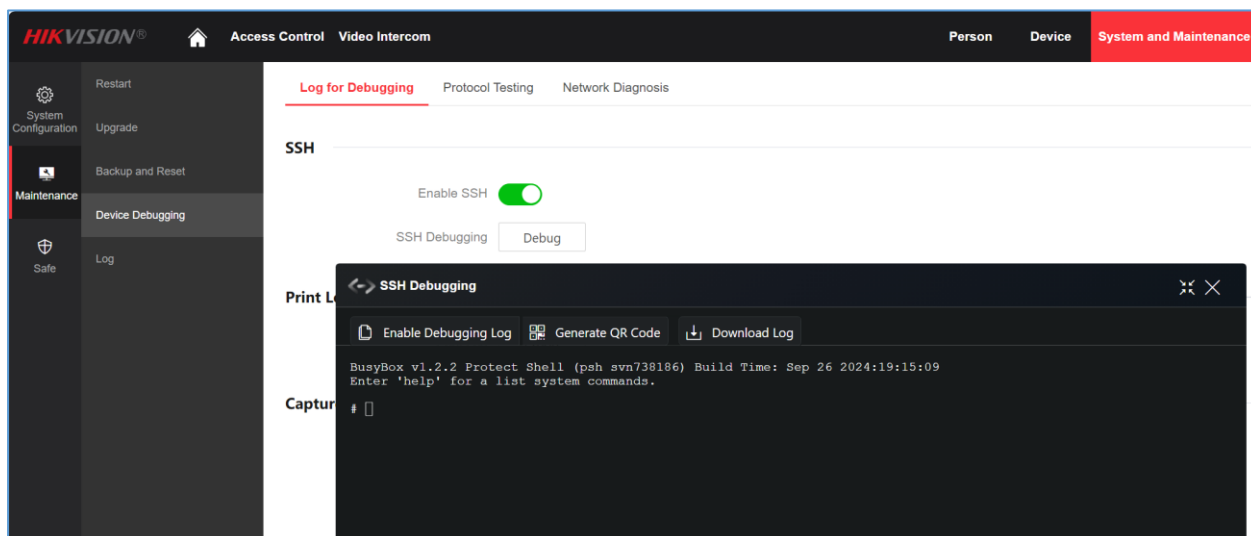 HIKVISION®
Access Control Video Intercom
Person Device System and Maintenance
System
Configuration
Maintenance
Safe
Restart
Upgrade
Backup and Reset
Device Debugging
Log
Log for Debugging Protocol Testing Network Diagnosis
SSH
Enable SSH
SSH Debugging Debug
Print L
Captur
SSH Debugging
Enable Debugging Log Generate QR Code Download Log
BusyBox v1.2.2 Protect Shell (psh svn738186) Build Time: Sep 26 2024:19:15:09
Enter 'help' for a list system commands.
#